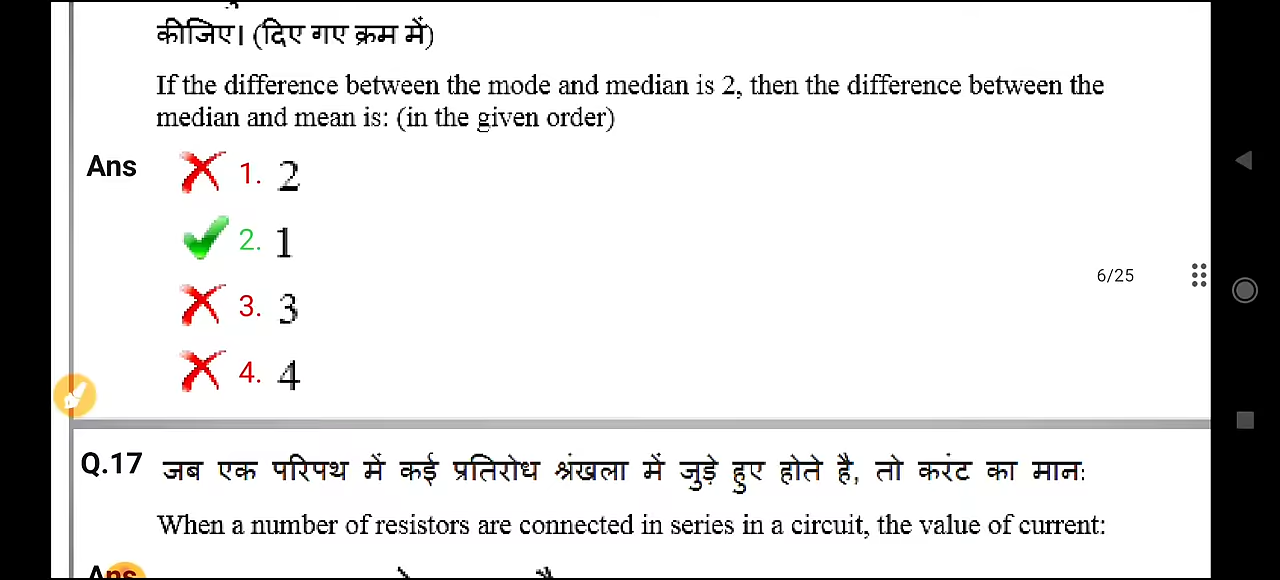 कीजिए। (दिए गए क्रम में)
If the difference between the mode and median is 2, then the difference between the
median and mean is: (in the given order)
Ans
1. 2
2. 1
3. 3
4. 4
6/25
Q.17 जब एक परिपथ में कई प्रतिरोध श्रंखला में जुड़े हुए होते है, तो करंट का मान:
When a number of resistors are connected in series in a circuit, the value of current:
Ans